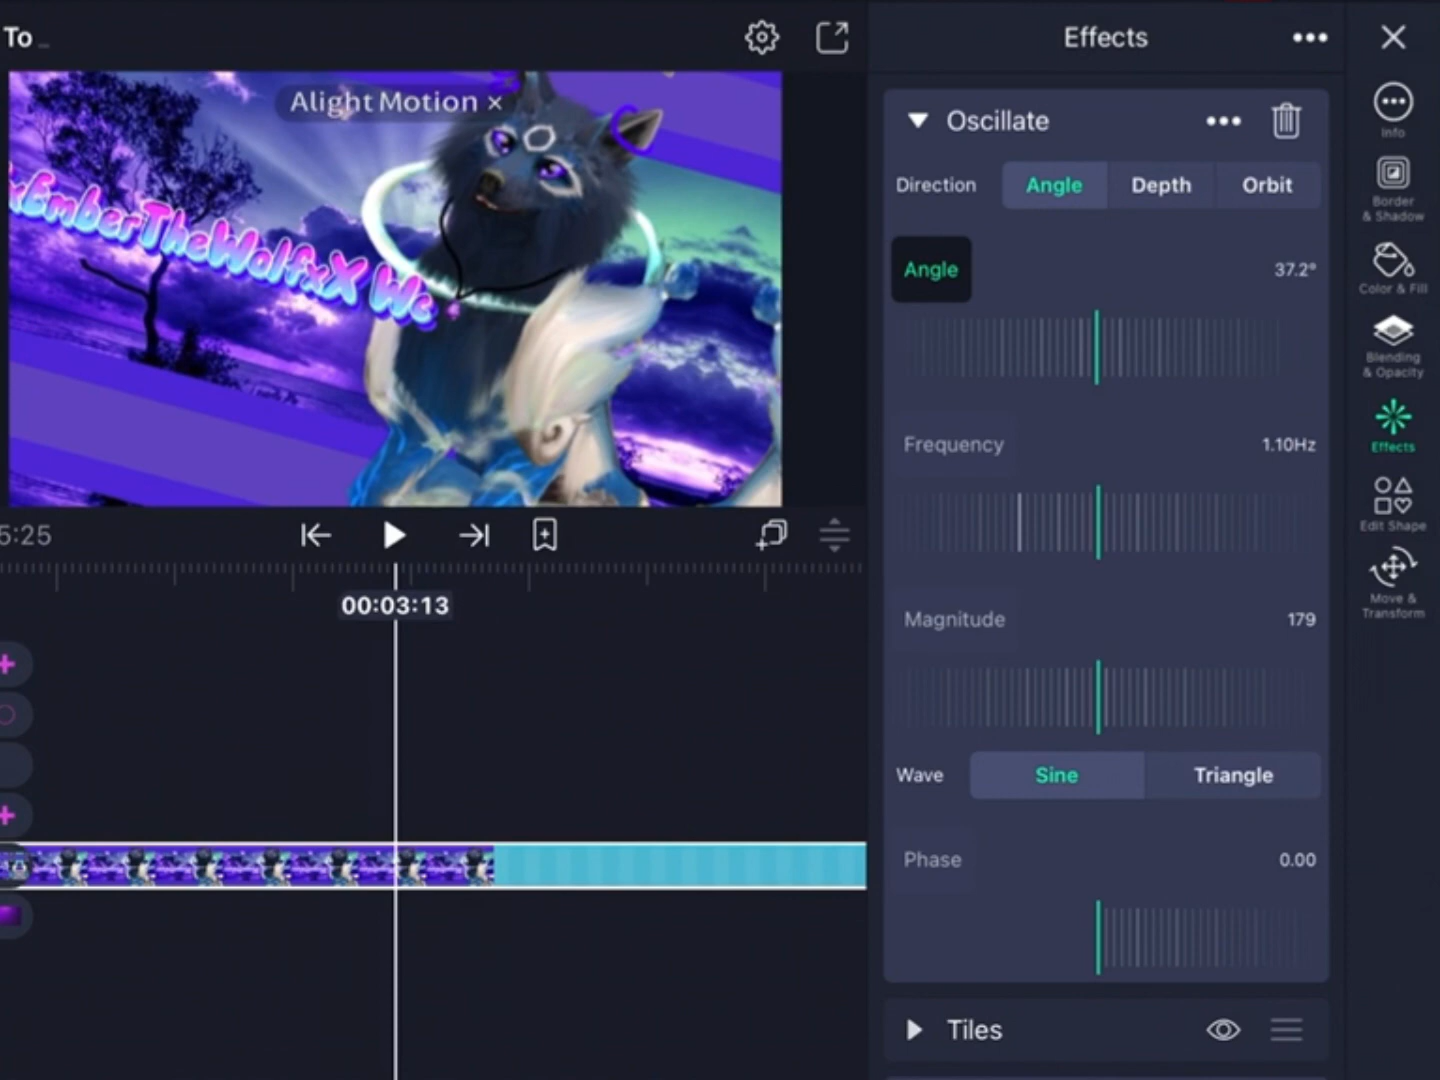 To _
Effects
Alight Motion ×
xEmberTheWolfxX Wc
5:25
00:03:13
Oscillate
Direction Angle Depth Orbit
Angle 37.2°
Frequency 1.10Hz
Magnitude 179
Wave Sine Triangle
Phase 0.00
Tiles
Info
Border
& Shadow
Color & Fill
Blending
& Opacity
Effects
Edit Shape
Move &
Transform